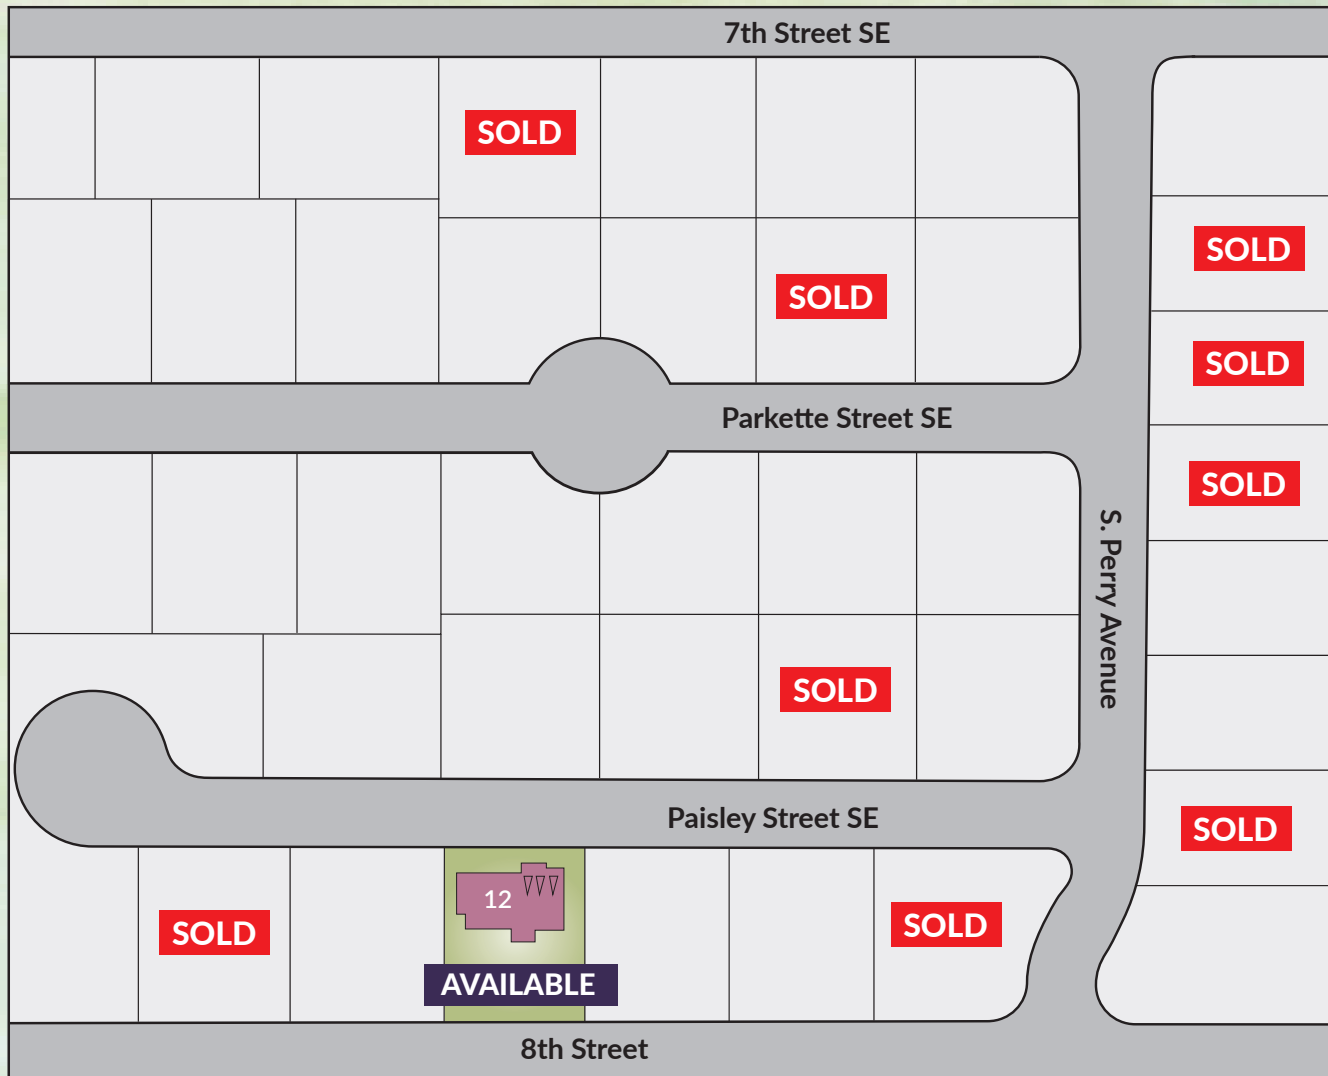 7th Street SE
SOLD
SOLD
SOLD
SOLD
Parkette Street SE
SOLD
S. Perry Avenue
SOLD
Paisley Street SE
SOLD
12
SOLD
SOLD
AVAILABLE
8th Street